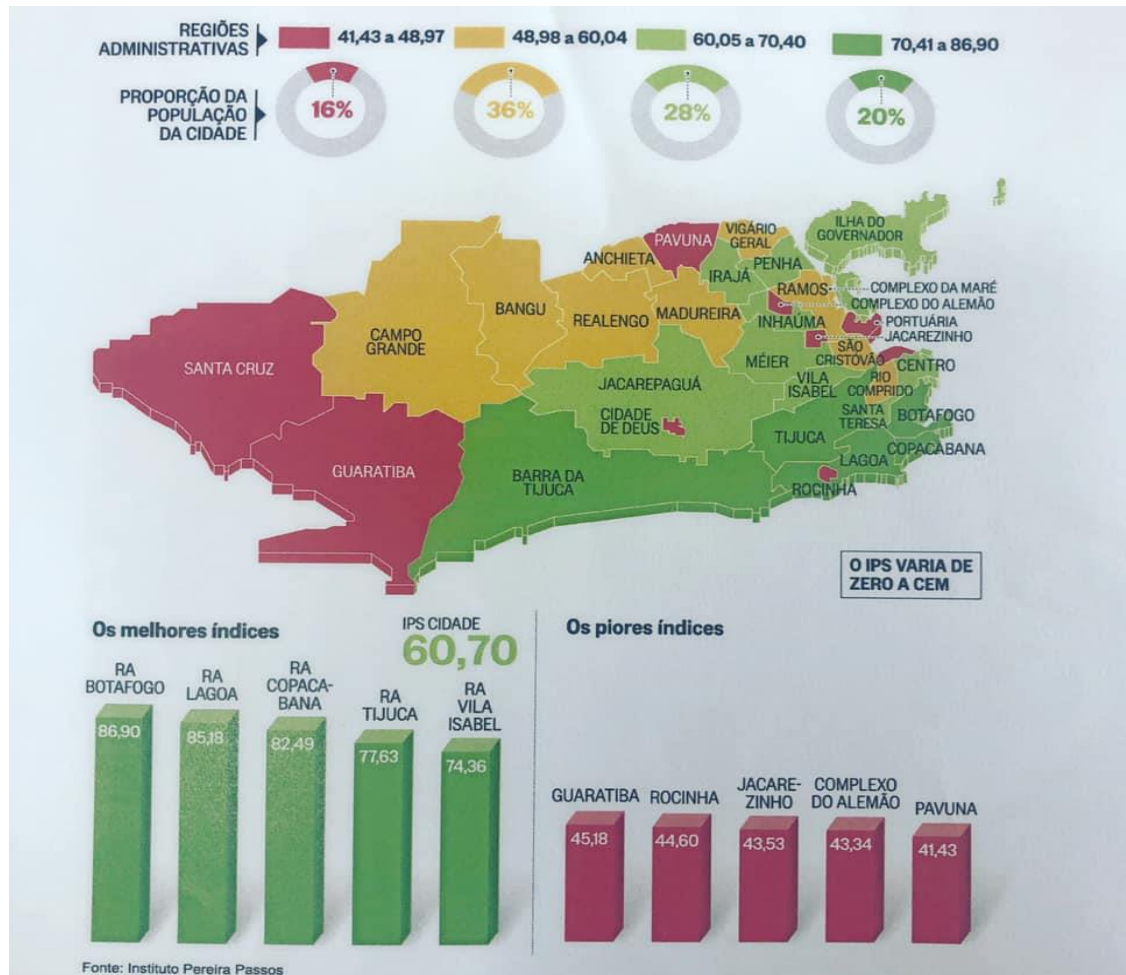 REGIÕES
ADMINISTRATIVAS
41,43 a 48,97
48,98 a 60,04
60,05 a 70,40
70,41 a 86,90
PROPORÇÃO DA
POPULAÇÃO
DA CIDADE
16%
36%
28%
20%
ILHA DO
GOVERNADOR
PAVUNA
VIGÁRIO
GERAL
ANCHIETA
IRAJÁ
PENHA
BANGU
REALENGO
MADUREIRA
RAMOS
COMPLEXO DA MARÉ
COMPLEXO DO ALEMÃO
INHAÚMA
PORTUÁRIA
JACAREZINHO
CAMPO
GRANDE
SANTA CRUZ
SÃO
CRISTÓVÃO
MÉIER
CENTRO
JACAREPAGUÁ
VILA
ISABEL
RIO
COMPRIDO
CIDADE
DE DEUS
SANTA
TERESA
BOTAFOGO
TIJUCA
COPACABANA
LAGOA
GUARATIBA
BARRA DA
TIJUCA
ROCINHA
O IPS VARIA DE
ZERO A CEM
Os melhores índices
IPS CIDADE
60,70
RA
BOTAFOGO
RA
LAGOA
RA
COPACA-
BANA
RA
TIJUCA
RA
VILA
ISABEL
86,90
85,18
82,49
77,63
74,36
Os piores índices
GUARATIBA
ROCINHA
JACARE-
ZINHO
COMPLEXO
DO ALEMÃO
PAVUNA
45,18
44,60
43,53
43,34
41,43
Fonte: Instituto Pereira Passos